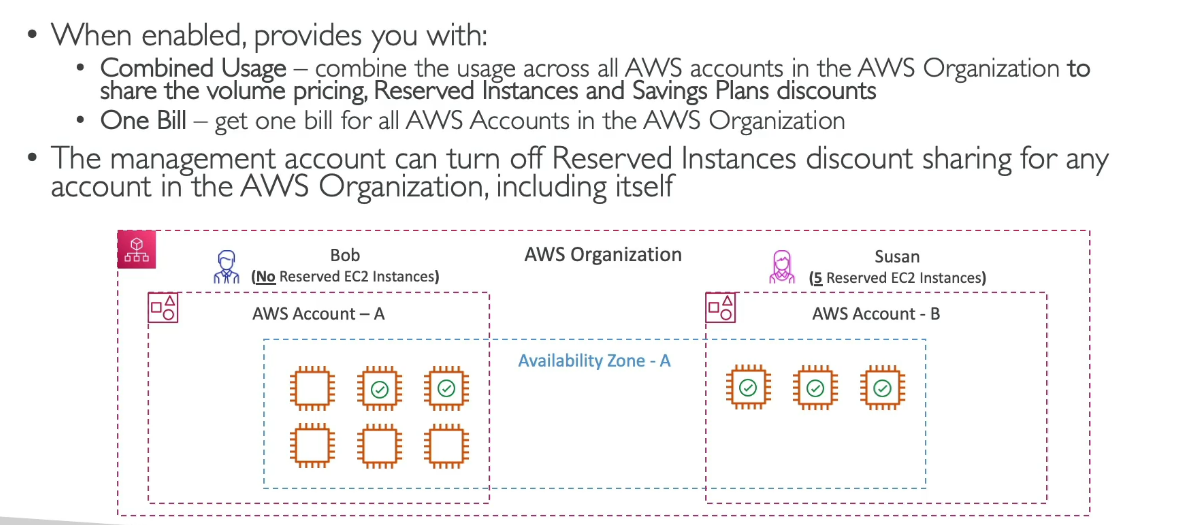 • When enabled, provides you with:
• Combined Usage – combine the usage across all AWS accounts in the AWS Organization to
share the volume pricing, Reserved Instances and Savings Plans discounts
• One Bill – get one bill for all AWS Accounts in the AWS Organization
• The management account can turn off Reserved Instances discount sharing for any
account in the AWS Organization, including itself
AWS Organization
Bob
(No Reserved EC2 Instances)
Susan
(5 Reserved EC2 Instances)
AWS Account – A
AWS Account - B
Availability Zone - A